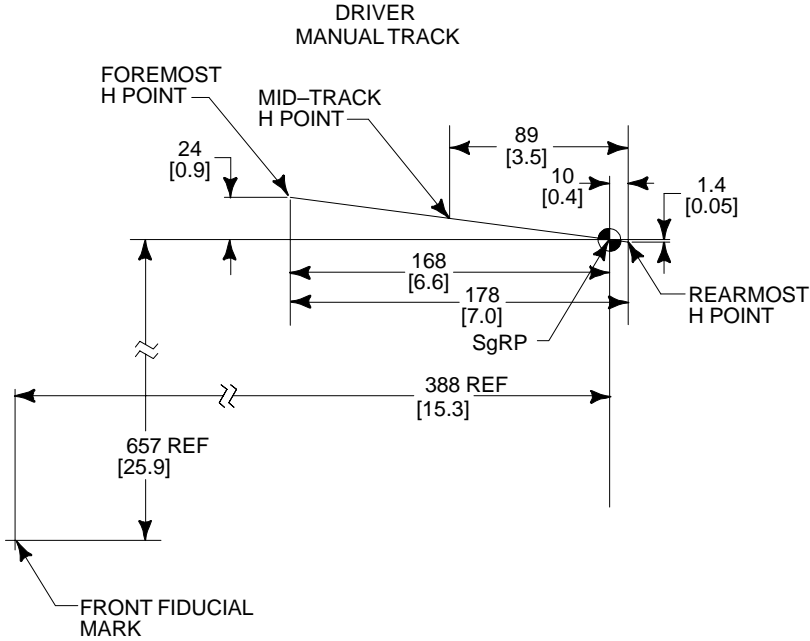 DRIVER
MANUAL TRACK
FOREMOST
H POINT
MID–TRACK
H POINT
89
[3.5]
24
[0.9]
10
[0.4]
1.4
[0.05]
168
[6.6]
178
[7.0]
REARMOST
H POINT
SgRP
388 REF
[15.3]
657 REF
[25.9]
FRONT FIDUCIAL
MARK